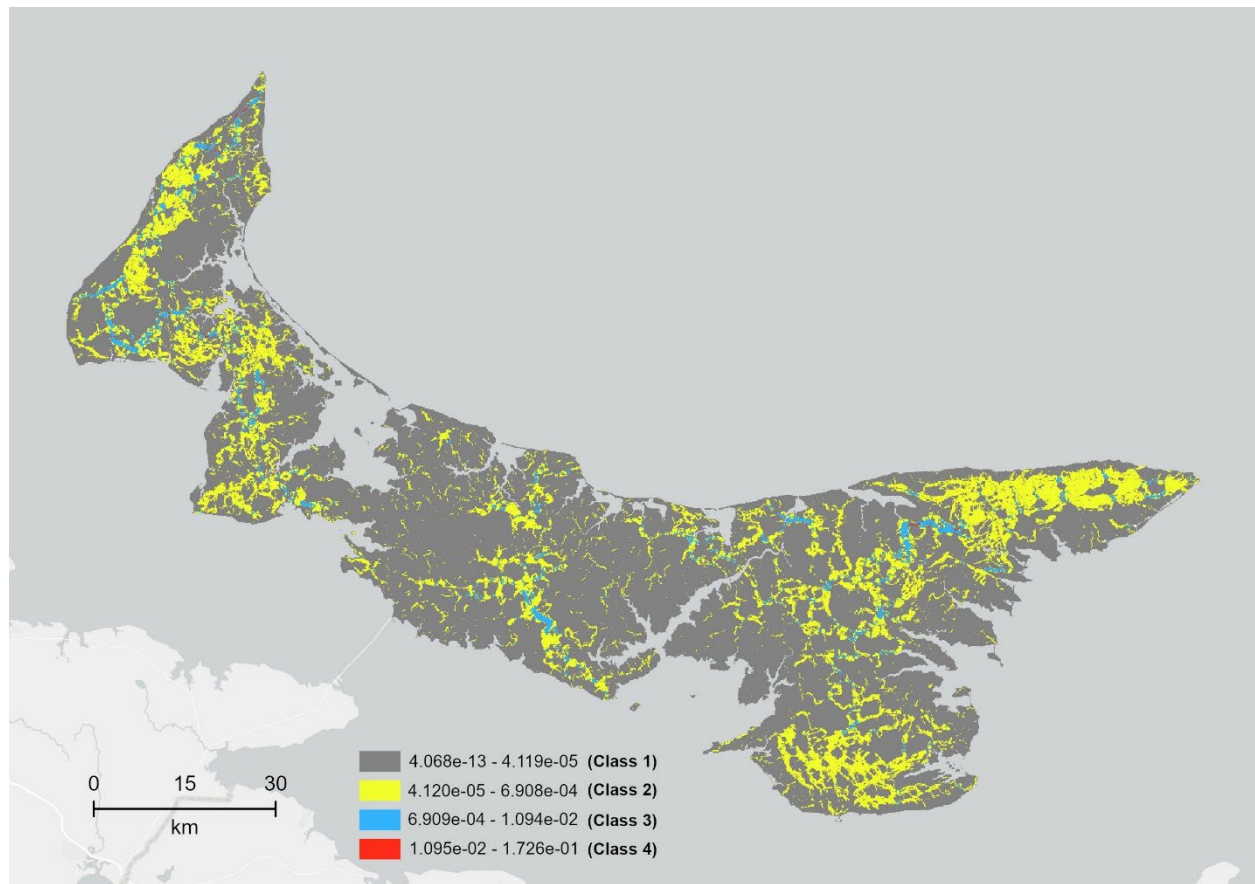 4.068e-13 - 4.119e-05 (Class 1)
4.120e-05 - 6.908e-04 (Class 2)
6.909e-04 - 1.094e-02 (Class 3)
1.095e-02 - 1.726e-01 (Class 4)
0 15 30
km